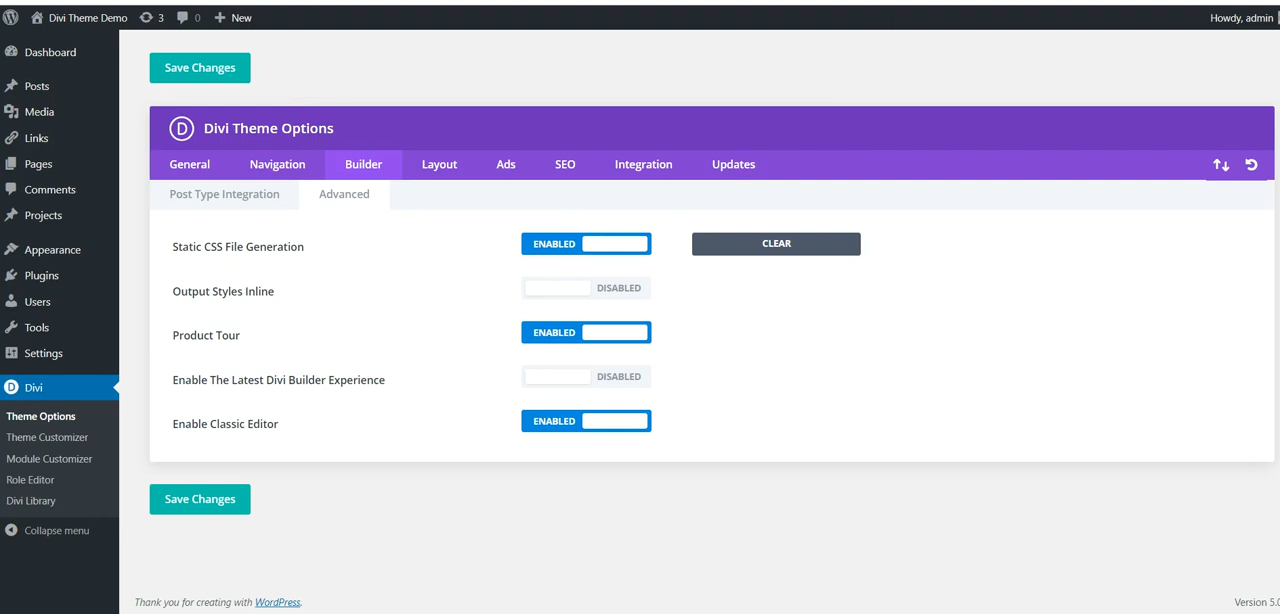 Divi Theme Demo 3 0 New Howdy, admin
Dashboard
Posts
Media
Links
Pages
Comments
Projects
Appearance
Plugins
Users
Tools
Settings
Divi
Theme Options
Theme Customizer
Module Customizer
Role Editor
Divi Library
Collapse menu
Save Changes
D Divi Theme Options
General Navigation Builder Layout Ads SEO Integration Updates
Post Type Integration Advanced
Static CSS File Generation ENABLED CLEAR
Output Styles Inline DISABLED
Product Tour ENABLED
Enable The Latest Divi Builder Experience DISABLED
Enable Classic Editor ENABLED
Save Changes
Thank you for creating with WordPress. Version 5.0